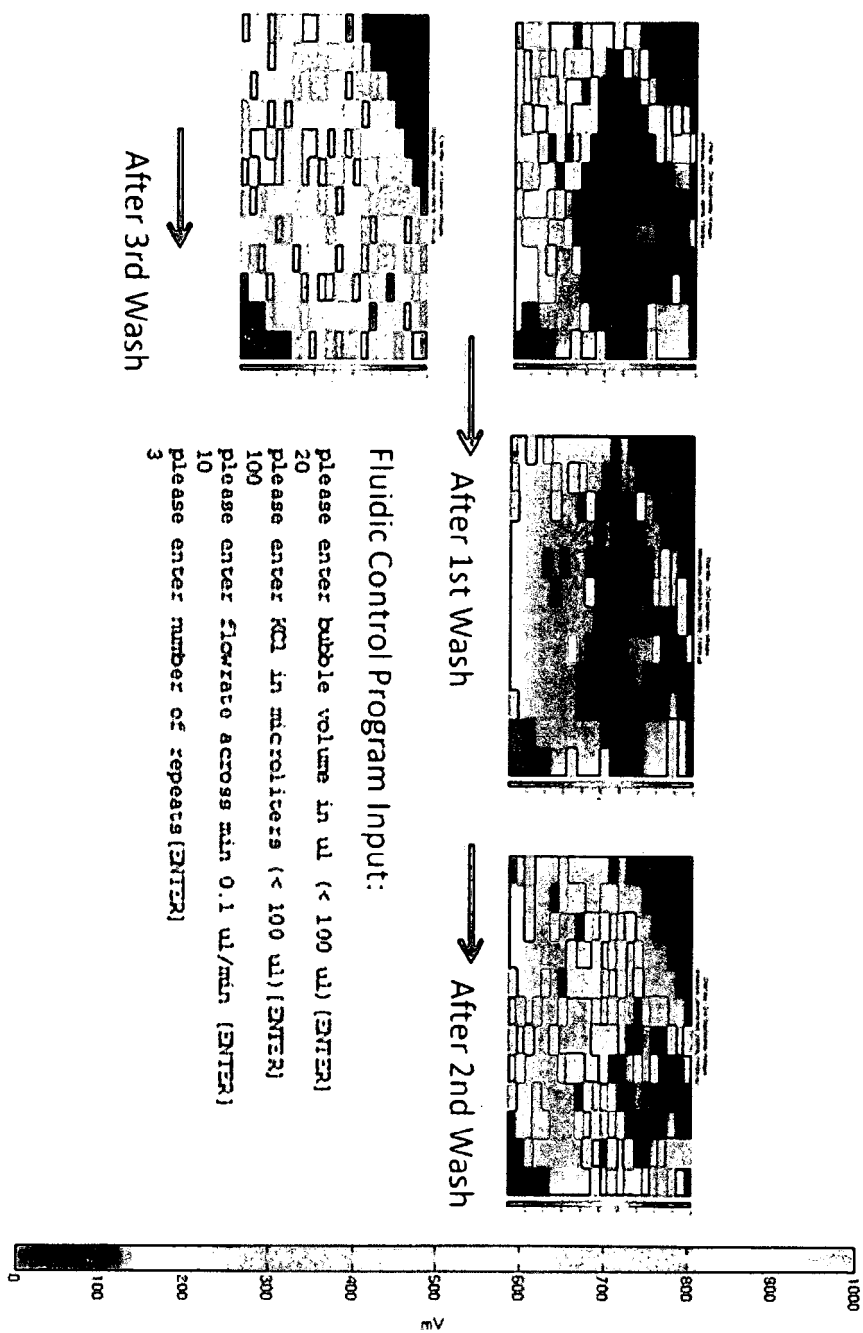 After 1st Wash
After 2nd Wash
After 3rd Wash
Fluidic Control Program Input:
please enter bubble volume in ul (< 100 ul) [ENTER]
20
please enter KCl in microliters (< 100 ul) [ENTER]
100
please enter flowrate across min 0.1 ul/min [ENTER]
10
please enter number of repeats [ENTER]
3
0
100
200
300
400
500
600
700
800
900
1000
mV